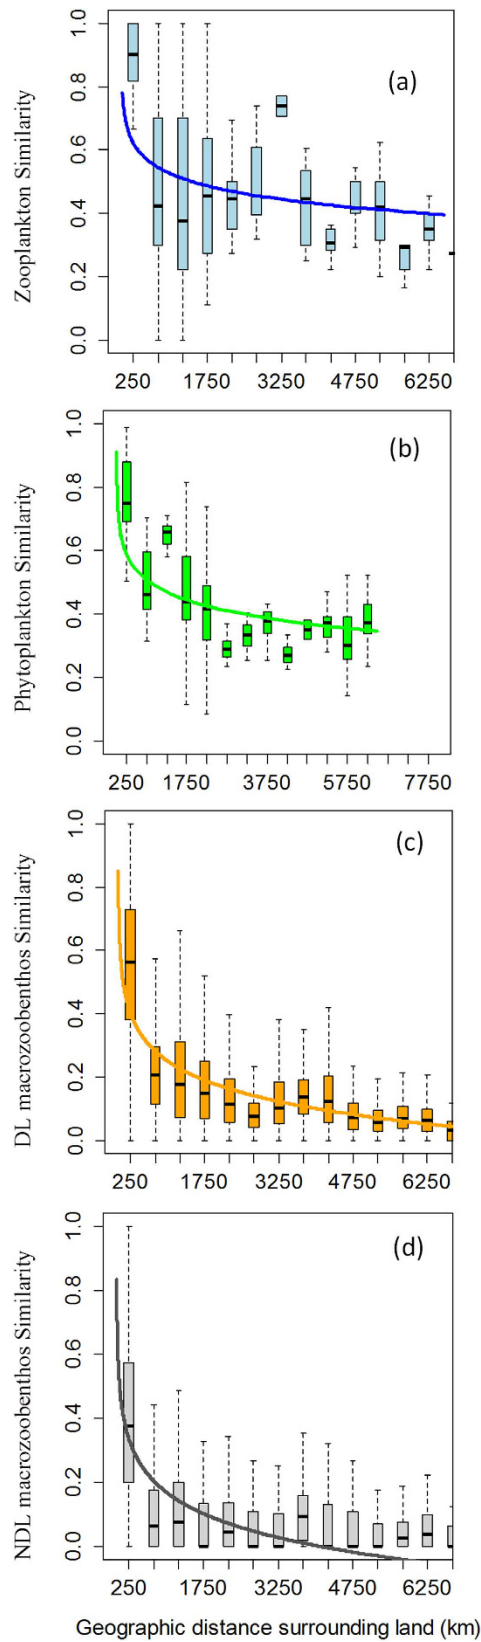 (a)
Zooplankton Similarity
0.0 0.2 0.4 0.6 0.8 1.0
250 1750 3250 4750 6250
(b)
Phytoplankton Similarity
0.0 0.2 0.4 0.6 0.8 1.0
250 1750 3750 5750 7750
(c)
DL macrozoobenthos Similarity
0.0 0.2 0.4 0.6 0.8 1.0
250 1750 3250 4750 6250
(d)
NDL macrozoobenthos Similarity
0.0 0.2 0.4 0.6 0.8 1.0
250 1750 3250 4750 6250
Geographic distance surrounding land (km)